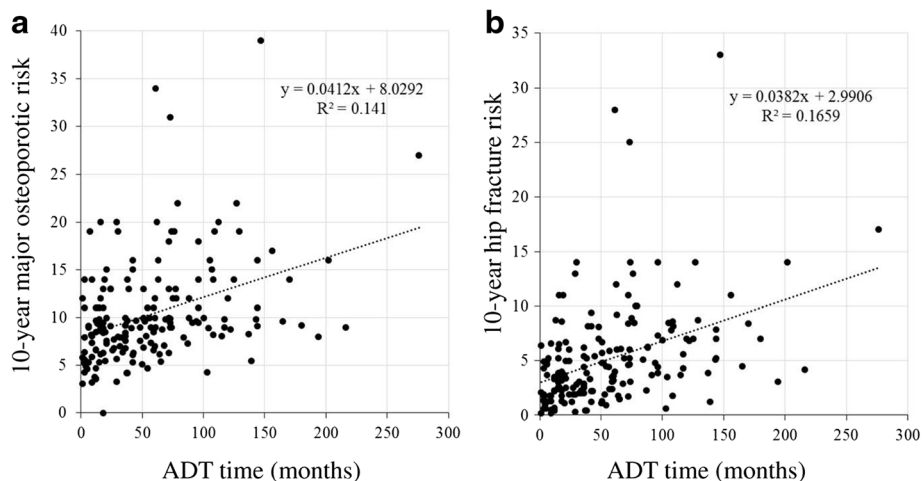 a
10-year major osteoporotic risk
40
35
30
25
20
15
10
5
0
y = 0.0412x + 8.0292
R² = 0.141
0 50 100 150 200 250 300
ADT time (months)
b
10-year hip fracture risk
35
30
25
20
15
10
5
0
y = 0.0382x + 2.9906
R² = 0.1659
0 50 100 150 200 250 300
ADT time (months)